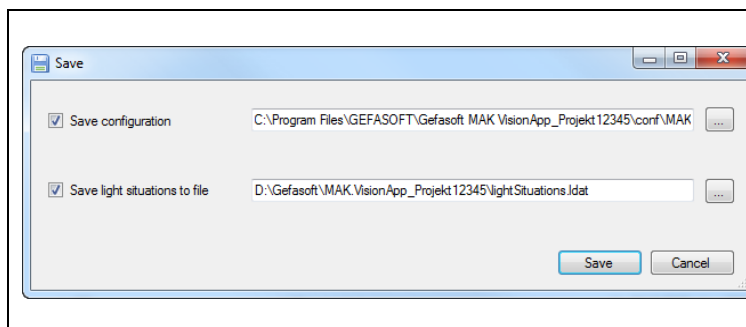 Save
Save configuration C:\Program Files\GEFASOFT\Gefasoft MAK VisionApp_Projekt12345\conf\MAK ...
Save light situations to file D:\Gefasoft\MAK.VisionApp_Projekt12345\lightSituations.ldat ...
Save Cancel